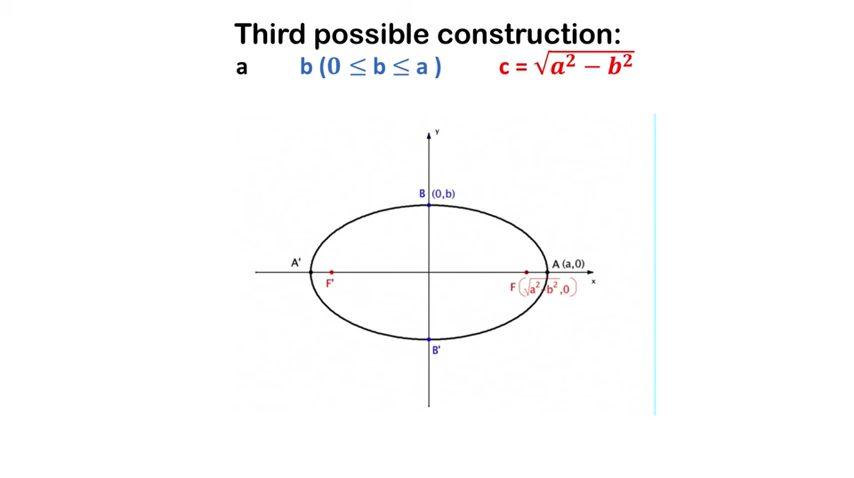 Third possible construction:
a b (0 ≤ b ≤ a ) c = √a² − b²
y
B (0,b)
A' A (a,0)
F' F (√a²-b²,0) x
B'